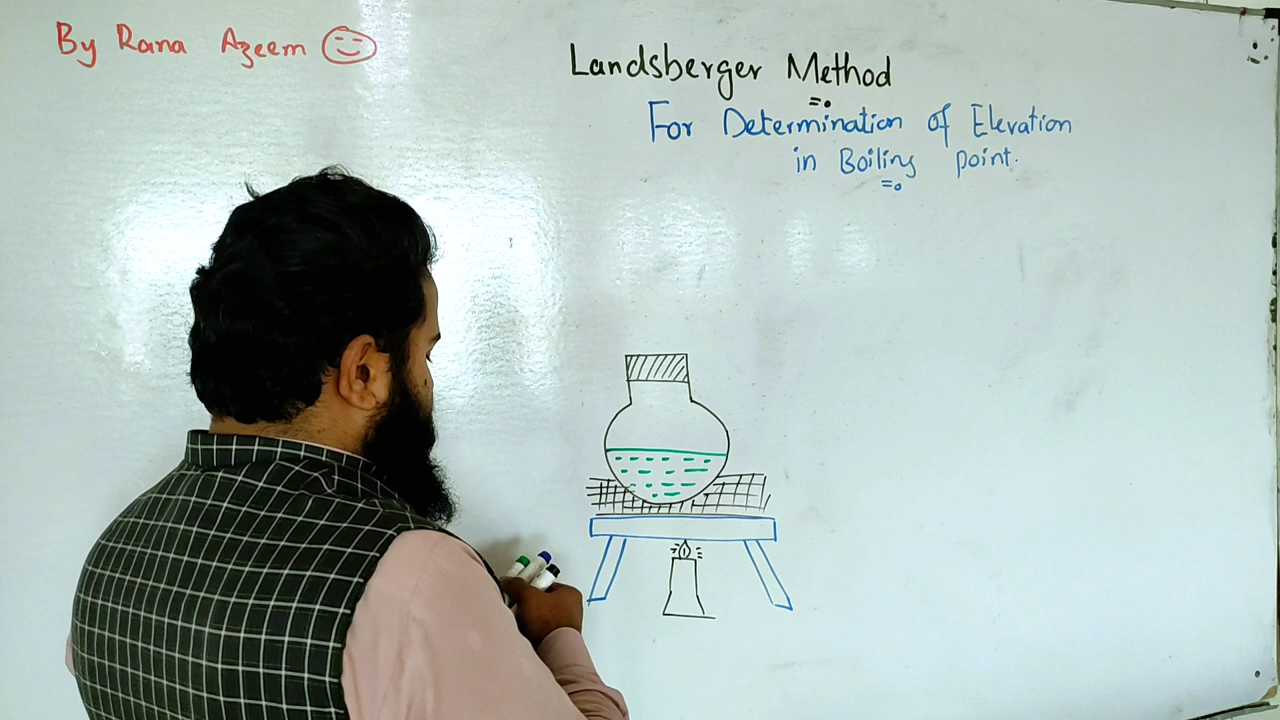 By Rana Azeem
Landsberger Method
For Determination of Elevation
in Boiling point.